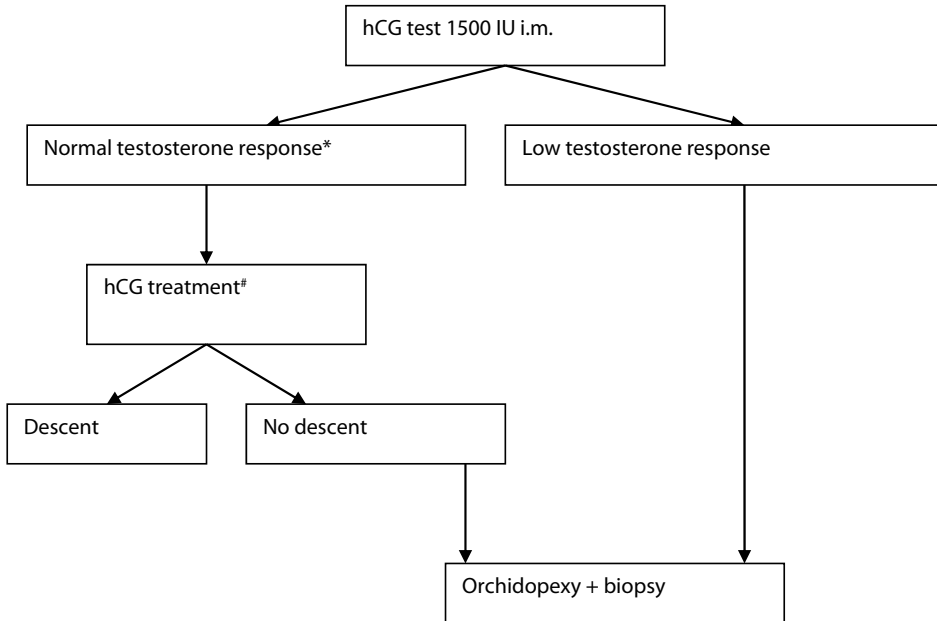 hCG test 1500 IU i.m.
Normal testosterone response*
Low testosterone response
hCG treatment#
Descent
No descent
Orchidopexy + biopsy